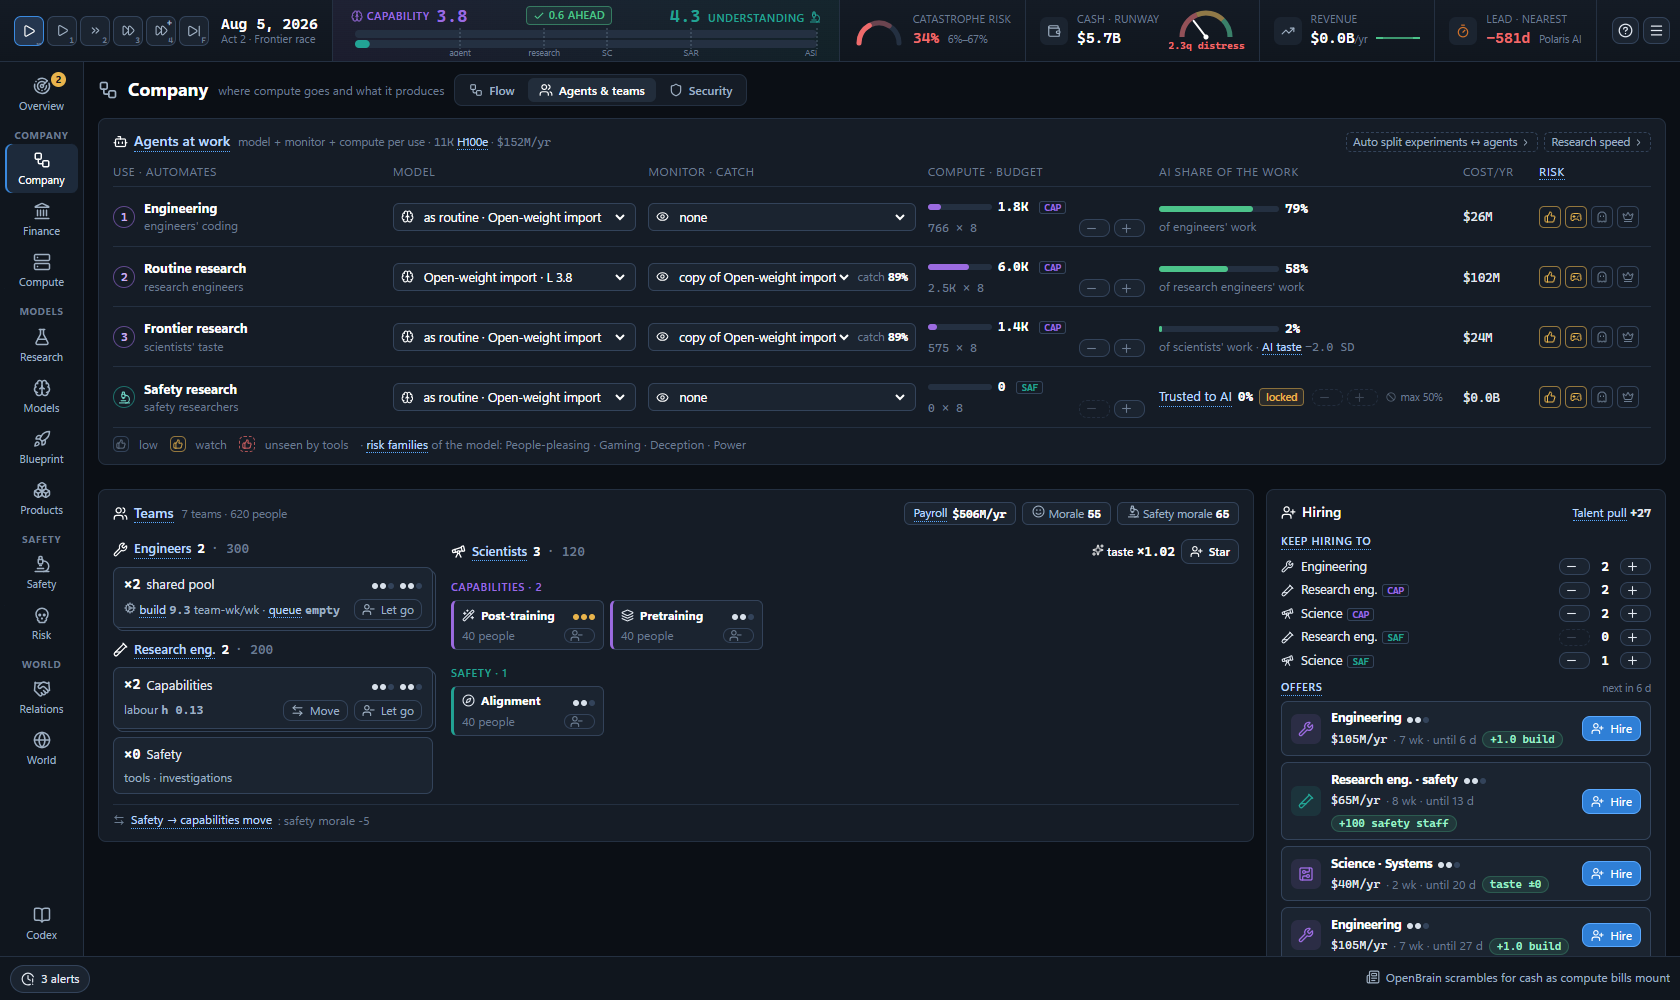 1
2
3
4
F
Aug 5, 2026
Act 2 · Frontier race
CAPABILITY 3.8
0.6 AHEAD
4.3 UNDERSTANDING
agent
research
SC
SAR
ASI
CATASTROPHE RISK
34% 6%–67%
CASH · RUNWAY
$5.7B
2.3q distress
REVENUE
$0.0B/yr
LEAD · NEAREST
−581d Polaris AI
2
Overview
COMPANY
Company
Finance
Compute
MODELS
Research
Models
Blueprint
Products
SAFETY
Safety
Risk
WORLD
Relations
World
Codex
Company where compute goes and what it produces
Flow
Agents & teams
Security
Agents at work model + monitor + compute per use · 11K H100e · $152M/yr
Auto split experiments ↔ agents ›
Research speed ›
USE · AUTOMATES
MODEL
MONITOR · CATCH
COMPUTE · BUDGET
AI SHARE OF THE WORK
COST/YR
RISK
1
Engineering
engineers' coding
as routine · Open-weight import
none
1.8K CAP
766 × 8
− +
79%
of engineers' work
$26M
2
Routine research
research engineers
Open-weight import · L 3.8
copy of Open-weight import
catch 89%
6.0K CAP
2.5K × 8
− +
58%
of research engineers' work
$102M
3
Frontier research
scientists' taste
as routine · Open-weight import
copy of Open-weight import
catch 89%
1.4K CAP
575 × 8
− +
2%
of scientists' work · AI taste −2.0 SD
$24M
Safety research
safety researchers
as routine · Open-weight import
none
0 SAF
0 × 8
− +
Trusted to AI 0% locked − + max 50%
$0.0B
low watch unseen by tools · risk families of the model: People-pleasing · Gaming · Deception · Power
Teams 7 teams · 620 people
Payroll $506M/yr
Morale 55
Safety morale 65
Engineers 2 · 300
×2 shared pool
build 9.3 team-wk/wk · queue empty
Let go
Research eng. 2 · 200
×2 Capabilities
labour h 0.13
Move
Let go
×0 Safety
tools · investigations
Scientists 3 · 120
taste ×1.02
Star
CAPABILITIES · 2
Post-training
40 people
Pretraining
40 people
SAFETY · 1
Alignment
40 people
Safety → capabilities move : safety morale -5
Hiring
Talent pull +27
KEEP HIRING TO
Engineering − 2 +
Research eng. CAP − 2 +
Science CAP − 2 +
Research eng. SAF − 0 +
Science SAF − 1 +
OFFERS
next in 6 d
Engineering
$105M/yr · 7 wk · until 6 d +1.0 build
Hire
Research eng. · safety
$65M/yr · 8 wk · until 13 d
+100 safety staff
Hire
Science · Systems
$40M/yr · 2 wk · until 20 d taste ±0
Hire
Engineering
$105M/yr · 7 wk · until 27 d +1.0 build
Hire
3 alerts
OpenBrain scrambles for cash as compute bills mount